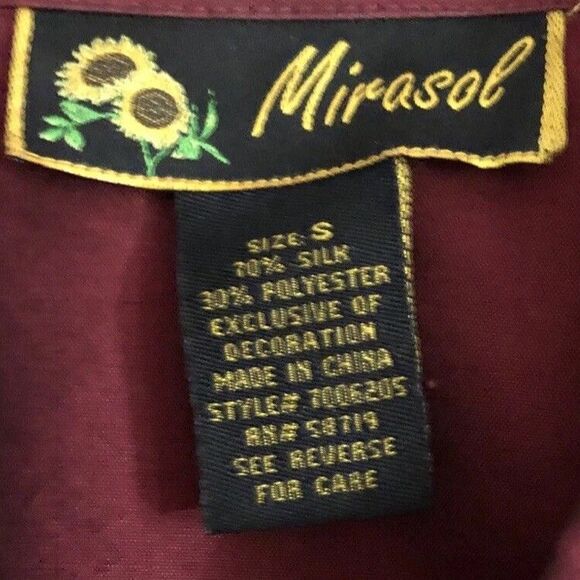 Mirasol
SIZE: S
70% SILK
30% POLYESTER
EXCLUSIVE OF
DECORATION
MADE IN CHINA
STYLE# 7006205
RN# 58719
SEE REVERSE
FOR CARE